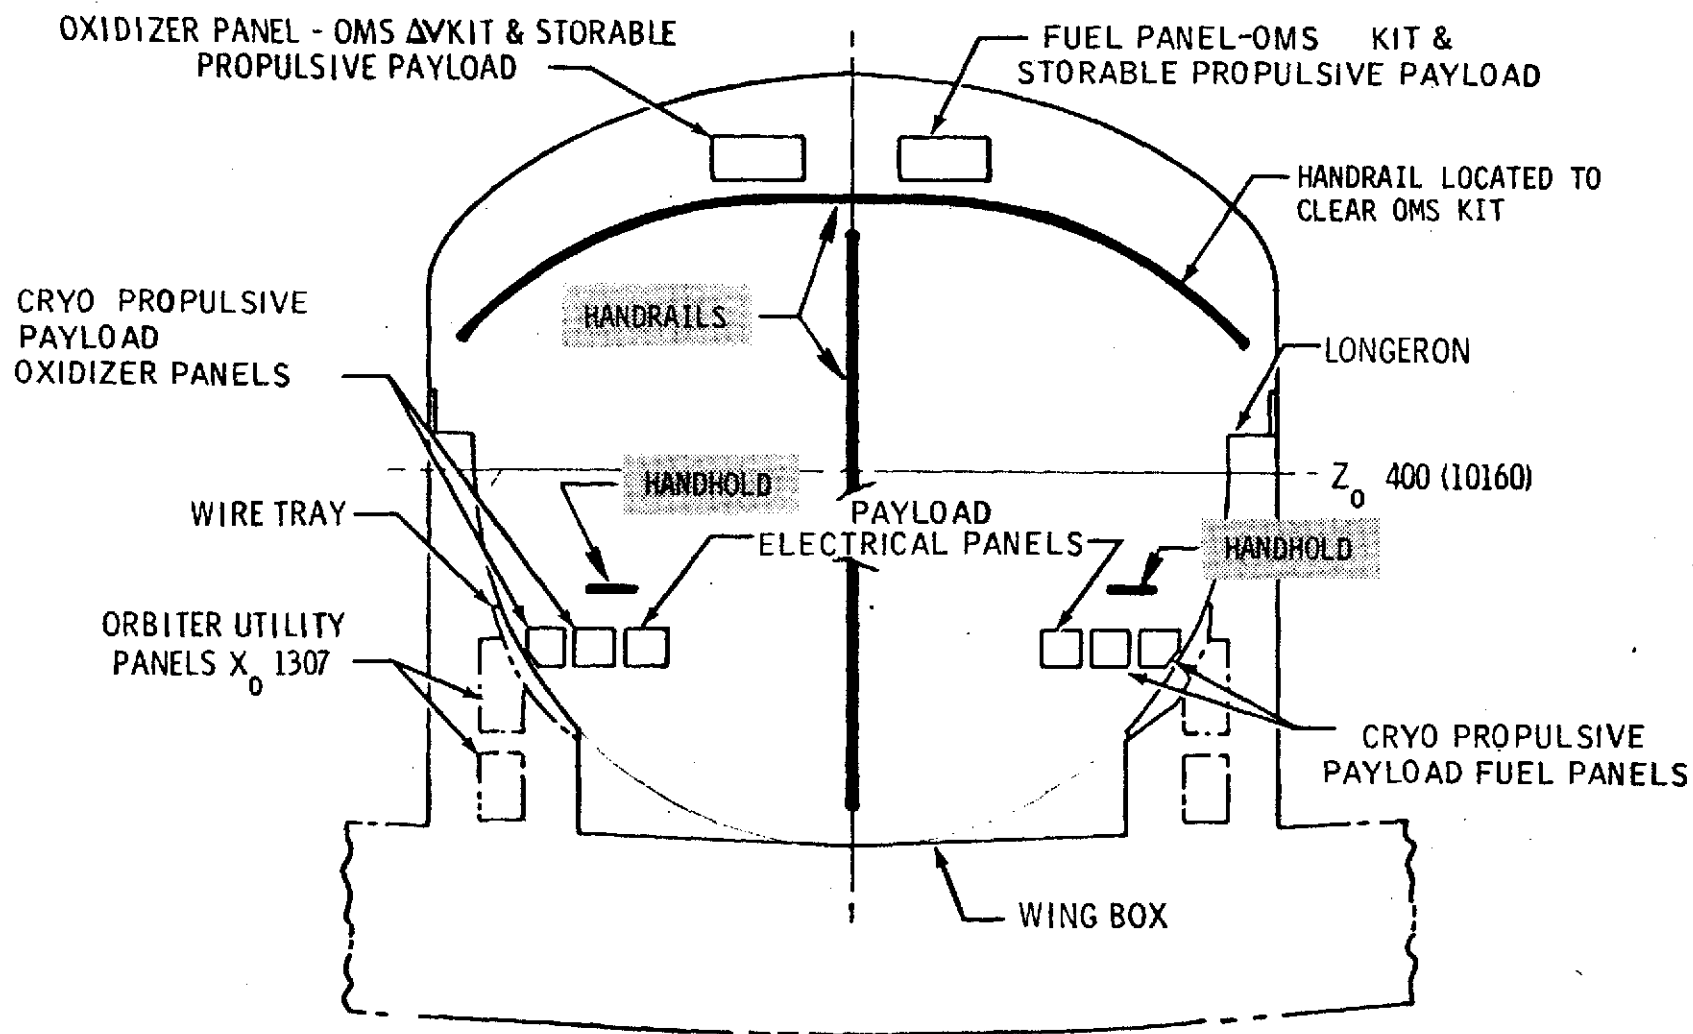 OXIDIZER PANEL - OMS ΔVKIT & STORABLE
PROPULSIVE PAYLOAD
FUEL PANEL-OMS KIT &
STORABLE PROPULSIVE PAYLOAD
HANDRAIL LOCATED TO
CLEAR OMS KIT
HANDRAILS
CRYO PROPULSIVE
PAYLOAD
OXIDIZER PANELS
LONGERON
HANDHOLD
Z₀ 400 (10160)
WIRE TRAY
PAYLOAD
ELECTRICAL PANELS
HANDHOLD
ORBITER UTILITY
PANELS X₀ 1307
CRYO PROPULSIVE
PAYLOAD FUEL PANELS
WING BOX